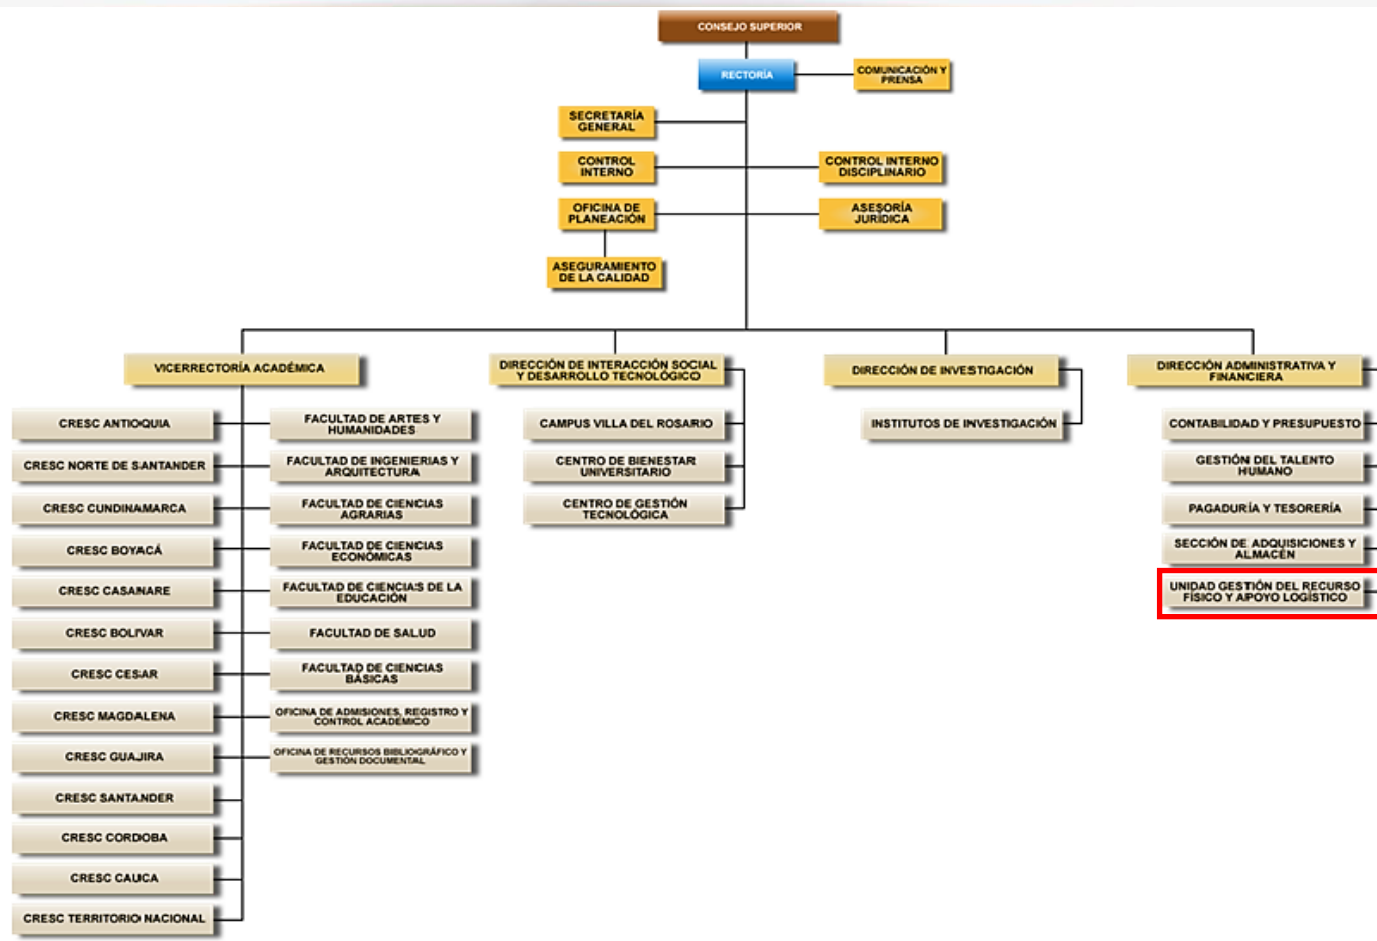 CONSEJO SUPERIOR
RECTORÍA
COMUNICACIÓN Y
PRENSA
SECRETARÍA
GENERAL
CONTROL
INTERNO
CONTROL INTERNO
DISCIPLINARIO
OFICINA DE
PLANEACIÓN
ASESORÍA
JURÍDICA
ASEGURAMIENTO
DE LA CALIDAD
VICERRECTORÍA ACADÉMICA
CRESC ANTIOQUIA
CRESC NORTE DE SANTANDER
CRESC CUNDINAMARCA
CRESC BOYACÁ
CRESC CASANARE
CRESC BOLIVAR
CRESC CESAR
CRESC MAGDALENA
CRESC GUAJIRA
CRESC SANTANDER
CRESC CORDOBA
CRESC CAUCA
CRESC TERRITORIO NACIONAL
FACULTAD DE ARTES Y
HUMANIDADES
FACULTAD DE INGENIERIAS Y
ARQUITECTURA
FACULTAD DE CIENCIAS
AGRARIAS
FACULTAD DE CIENCIAS
ECONÓMICAS
FACULTAD DE CIENCIAS DE LA
EDUCACIÓN
FACULTAD DE SALUD
FACULTAD DE CIENCIAS
BÁSICAS
OFICINA DE ADMISIONES, REGISTRO Y
CONTROL ACADÉMICO
OFICINA DE RECURSOS BIBLIOGRÁFICO Y
GESTIÓN DOCUMENTAL
DIRECCIÓN DE INTERACCIÓN SOCIAL
Y DESARROLLO TECNOLÓGICO
CAMPUS VILLA DEL ROSARIO
CENTRO DE BIENESTAR
UNIVERSITARIO
CENTRO DE GESTIÓN
TECNOLÓGICA
DIRECCIÓN DE INVESTIGACIÓN
INSTITUTOS DE INVESTIGACIÓN
DIRECCIÓN ADMINISTRATIVA Y
FINANCIERA
CONTABILIDAD Y PRESUPUESTO
GESTIÓN DEL TALENTO
HUMANO
PAGADURÍA Y TESORERÍA
SECCIÓN DE ADQUISICIONES Y
ALMACÉN
UNIDAD GESTIÓN DEL RECURSO
FÍSICO Y APOYO LOGÍSTICO